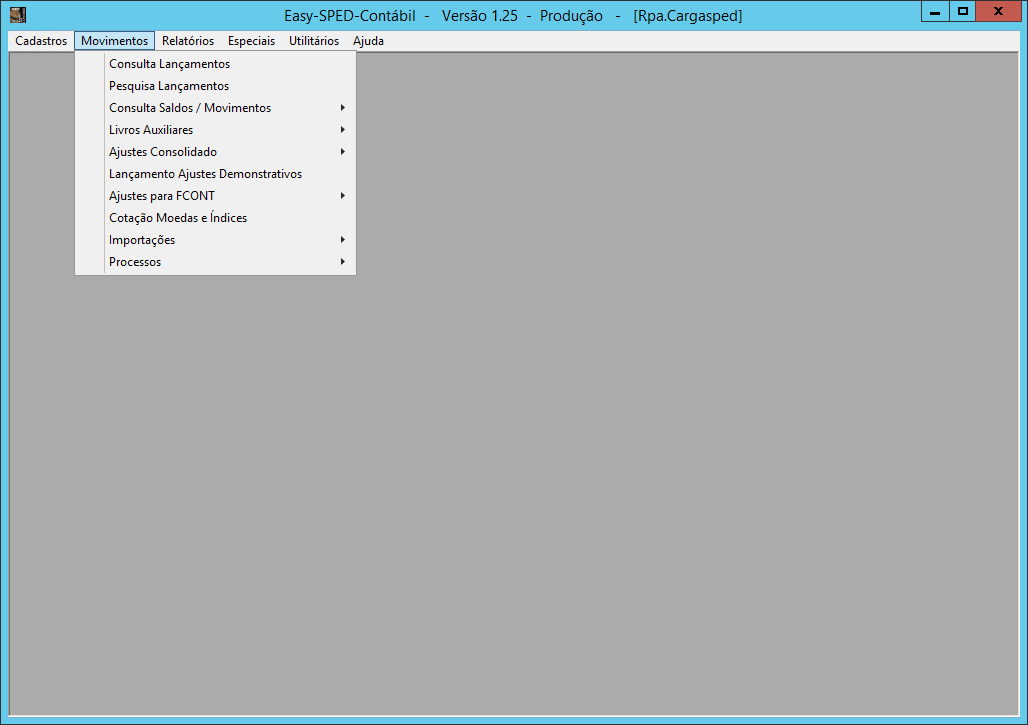 Easy-SPED-Contábil - Versão 1.25 - Produção - [Rpa.Cargasped]
Cadastros Movimentos Relatórios Especiais Utilitários Ajuda
Consulta Lançamentos
Pesquisa Lançamentos
Consulta Saldos / Movimentos
Livros Auxiliares
Ajustes Consolidado
Lançamento Ajustes Demonstrativos
Ajustes para FCONT
Cotação Moedas e Índices
Importações
Processos